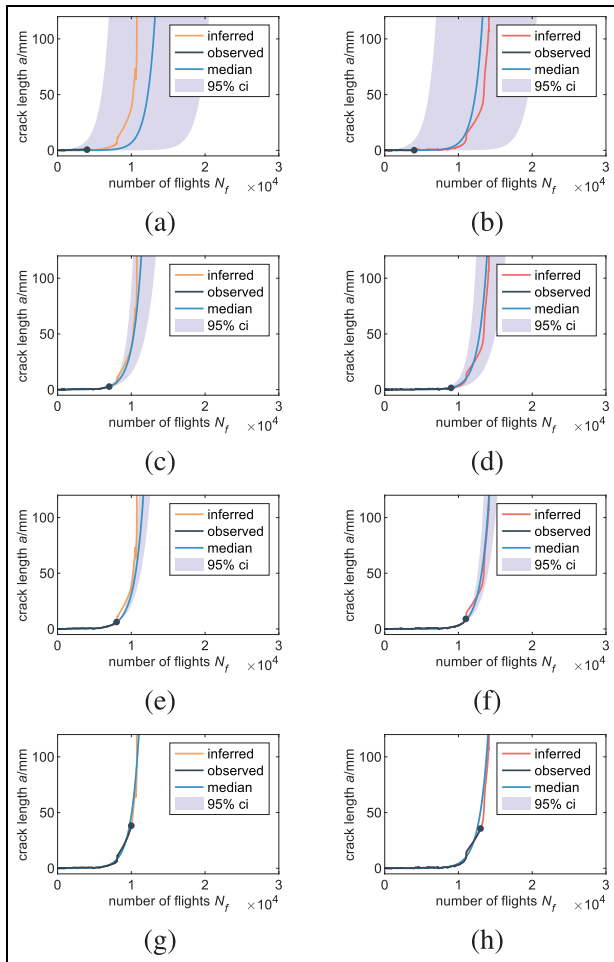 crack length a/mm
100
50
0
inferred
observed
median
95% ci
0 1 2 3
number of flights N_f ×10^4
(a)
crack length a/mm
100
50
0
inferred
observed
median
95% ci
0 1 2 3
number of flights N_f ×10^4
(b)
crack length a/mm
100
50
0
inferred
observed
median
95% ci
0 1 2 3
number of flights N_f ×10^4
(c)
crack length a/mm
100
50
0
inferred
observed
median
95% ci
0 1 2 3
number of flights N_f ×10^4
(d)
crack length a/mm
100
50
0
inferred
observed
median
95% ci
0 1 2 3
number of flights N_f ×10^4
(e)
crack length a/mm
100
50
0
inferred
observed
median
95% ci
0 1 2 3
number of flights N_f ×10^4
(f)
crack length a/mm
100
50
0
inferred
observed
median
95% ci
0 1 2 3
number of flights N_f ×10^4
(g)
crack length a/mm
100
50
0
inferred
observed
median
95% ci
0 1 2 3
number of flights N_f ×10^4
(h)